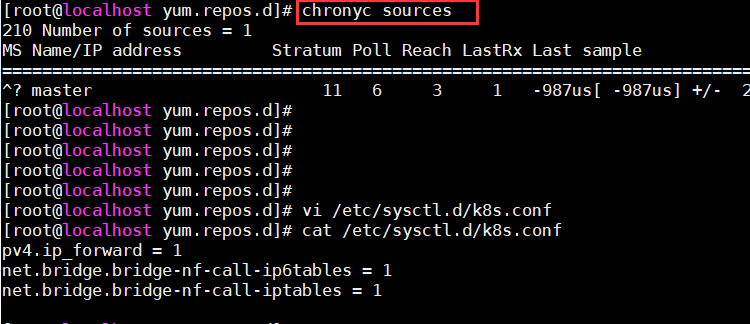 [root@localhost yum.repos.d]# chronyc sources
210 Number of sources = 1
MS Name/IP address         Stratum Poll Reach LastRx Last sample
===============================================================================
^? master                       11   6     3     1   -987us[ -987us] +/-  2
[root@localhost yum.repos.d]#
[root@localhost yum.repos.d]#
[root@localhost yum.repos.d]#
[root@localhost yum.repos.d]#
[root@localhost yum.repos.d]#
[root@localhost yum.repos.d]# vi /etc/sysctl.d/k8s.conf
[root@localhost yum.repos.d]# cat /etc/sysctl.d/k8s.conf
pv4.ip_forward = 1
net.bridge.bridge-nf-call-ip6tables = 1
net.bridge.bridge-nf-call-iptables = 1